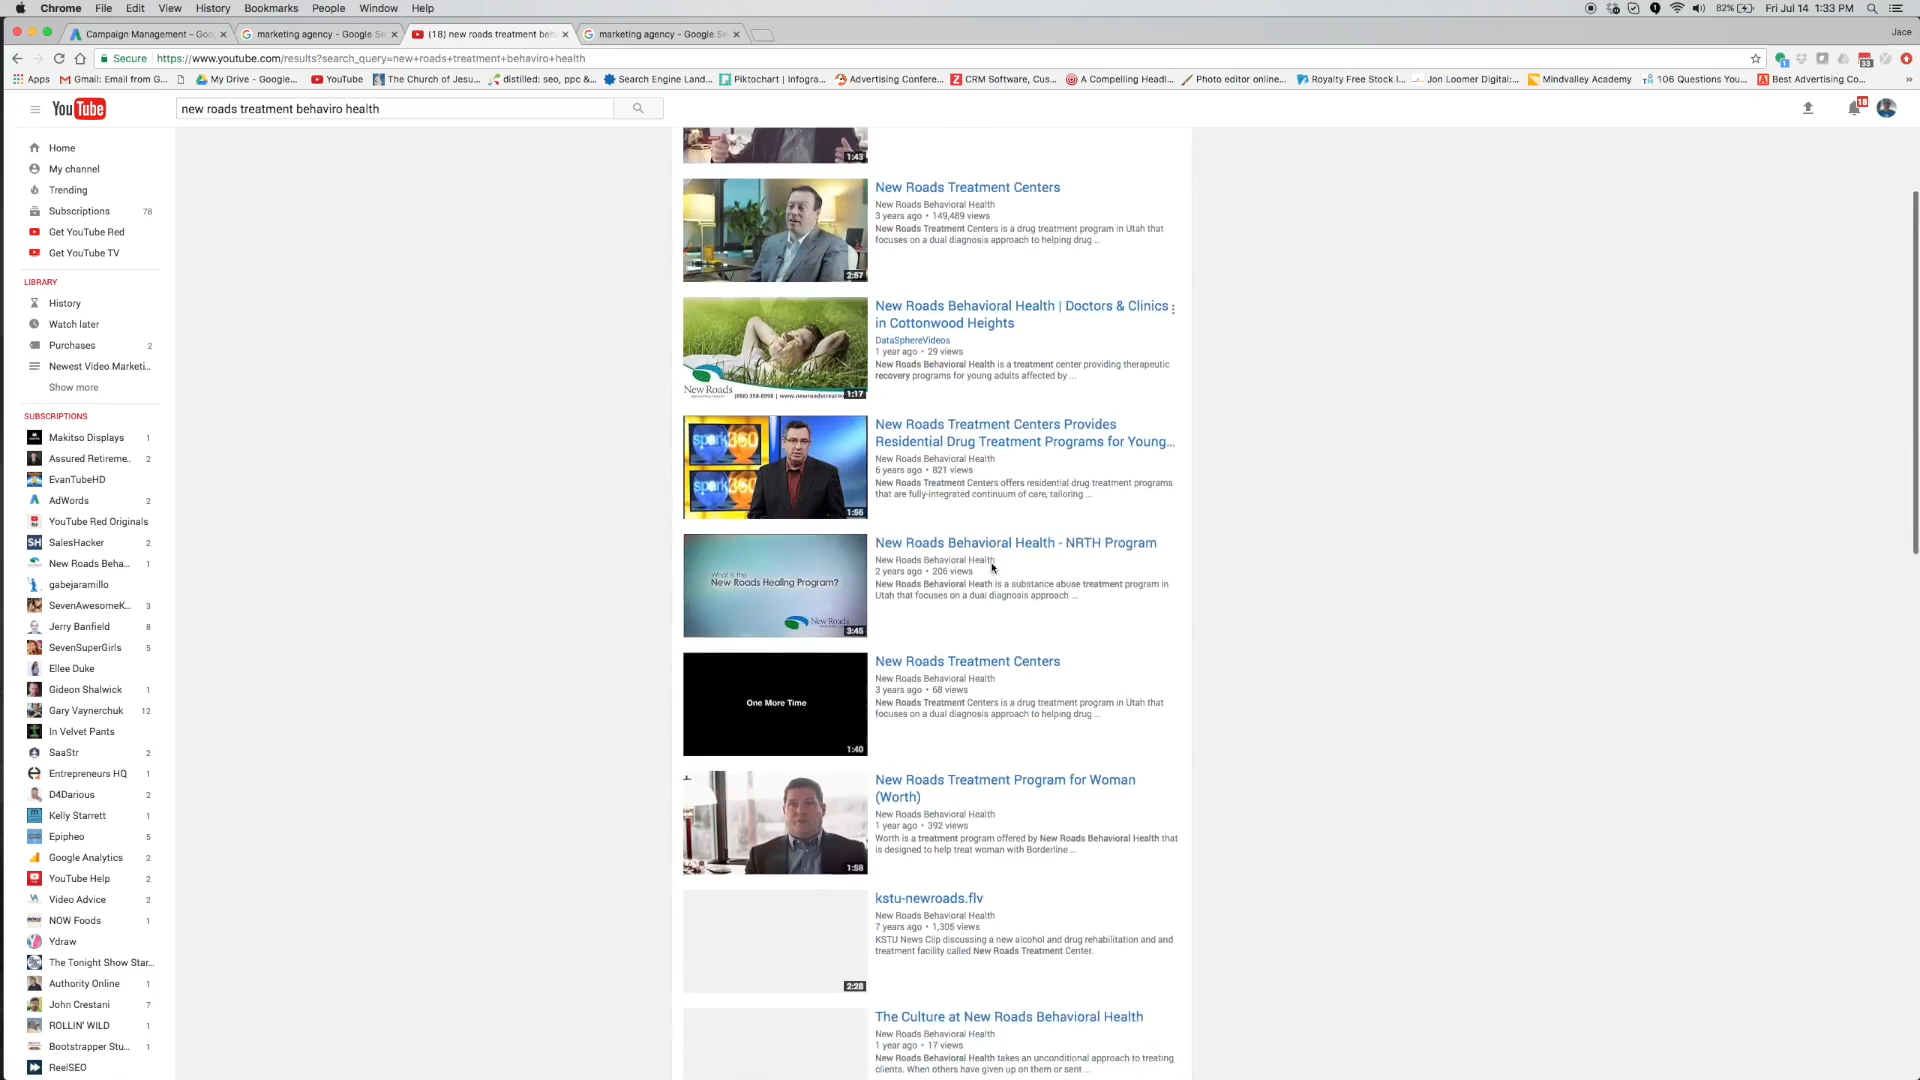 Chrome File Edit View History Bookmarks People Window Help
82% Fri Jul 14 1:33 PM
Campaign Management – Goo
marketing agency - Google Se
(18) new roads treatment beha
marketing agency - Google Se
Jace
Secure https://www.youtube.com/results?search_query=new+roads+treatment+behaviro+health
Apps
Gmail: Email from G...
My Drive - Google...
YouTube
The Church of Jesu...
distilled: seo, ppc &...
Search Engine Land...
Piktochart | Infogra...
Advertising Confere...
CRM Software, Cus...
A Compelling Headl...
Photo editor online...
Royalty Free Stock I...
Jon Loomer Digital:...
Mindvalley Academy
106 Questions You...
Best Advertising Co...
33
YouTube
new roads treatment behaviro health
18
Home
My channel
Trending
Subscriptions 78
Get YouTube Red
Get YouTube TV
LIBRARY
History
Watch later
Purchases 2
Newest Video Marketi...
Show more
SUBSCRIPTIONS
Makitso Displays 1
Assured Retireme.. 2
EvanTubeHD
AdWords 2
YouTube Red Originals
SH SalesHacker 2
New Roads Beha... 1
gabejaramillo
SevenAwesomeK... 3
Jerry Banfield 8
SevenSuperGirls 5
Ellee Duke
Gideon Shalwick 1
Gary Vaynerchuk 12
In Velvet Pants
SaaStr 2
Entrepreneurs HQ 1
D4Darious 2
Kelly Starrett 1
Epipheo 5
Google Analytics 2
YouTube Help 2
Video Advice 2
NOW Foods 1
Ydraw
The Tonight Show Star...
Authority Online 1
John Crestani 7
ROLLIN' WILD 1
Bootstrapper Stu... 1
ReelSEO
1:43
New Roads Treatment Centers
New Roads Behavioral Health
3 years ago • 149,489 views
New Roads Treatment Centers is a drug treatment program in Utah that
focuses on a dual diagnosis approach to helping drug ...
2:57
New Roads Behavioral Health | Doctors & Clinics
in Cottonwood Heights
DataSphereVideos
1 year ago • 29 views
New Roads Behavioral Health is a treatment center providing therapeutic
recovery programs for young adults affected by ...
New Roads
(888) 358-8998 | www.newroadstreatm
1:17
New Roads Treatment Centers Provides
Residential Drug Treatment Programs for Young...
New Roads Behavioral Health
6 years ago • 821 views
New Roads Treatment Centers offers residential drug treatment programs
that are fully-integrated continuum of care, tailoring ...
spark360
spark360
1:56
New Roads Behavioral Health - NRTH Program
New Roads Behavioral Health
2 years ago • 206 views
New Roads Behavioral Heath is a substance abuse treatment program in
Utah that focuses on a dual diagnosis approach ...
What is the
New Roads Healing Program?
New Roads
3:45
New Roads Treatment Centers
New Roads Behavioral Health
3 years ago • 68 views
New Roads Treatment Centers is a drug treatment program in Utah that
focuses on a dual diagnosis approach to helping drug ...
One More Time
1:40
New Roads Treatment Program for Woman
(Worth)
New Roads Behavioral Health
1 year ago • 392 views
Worth is a treatment program offered by New Roads Behavioral Health that
is designed to help treat woman with Borderline ...
1:58
kstu-newroads.flv
New Roads Behavioral Health
7 years ago • 1,305 views
KSTU News Clip discussing a new alcohol and drug rehabilitation and and
treatment facility called New Roads Treatment Center.
2:28
The Culture at New Roads Behavioral Health
New Roads Behavioral Health
1 year ago • 17 views
New Roads Behavioral Health takes an unconditional approach to treating
clients. When others have given up on them or sent ...